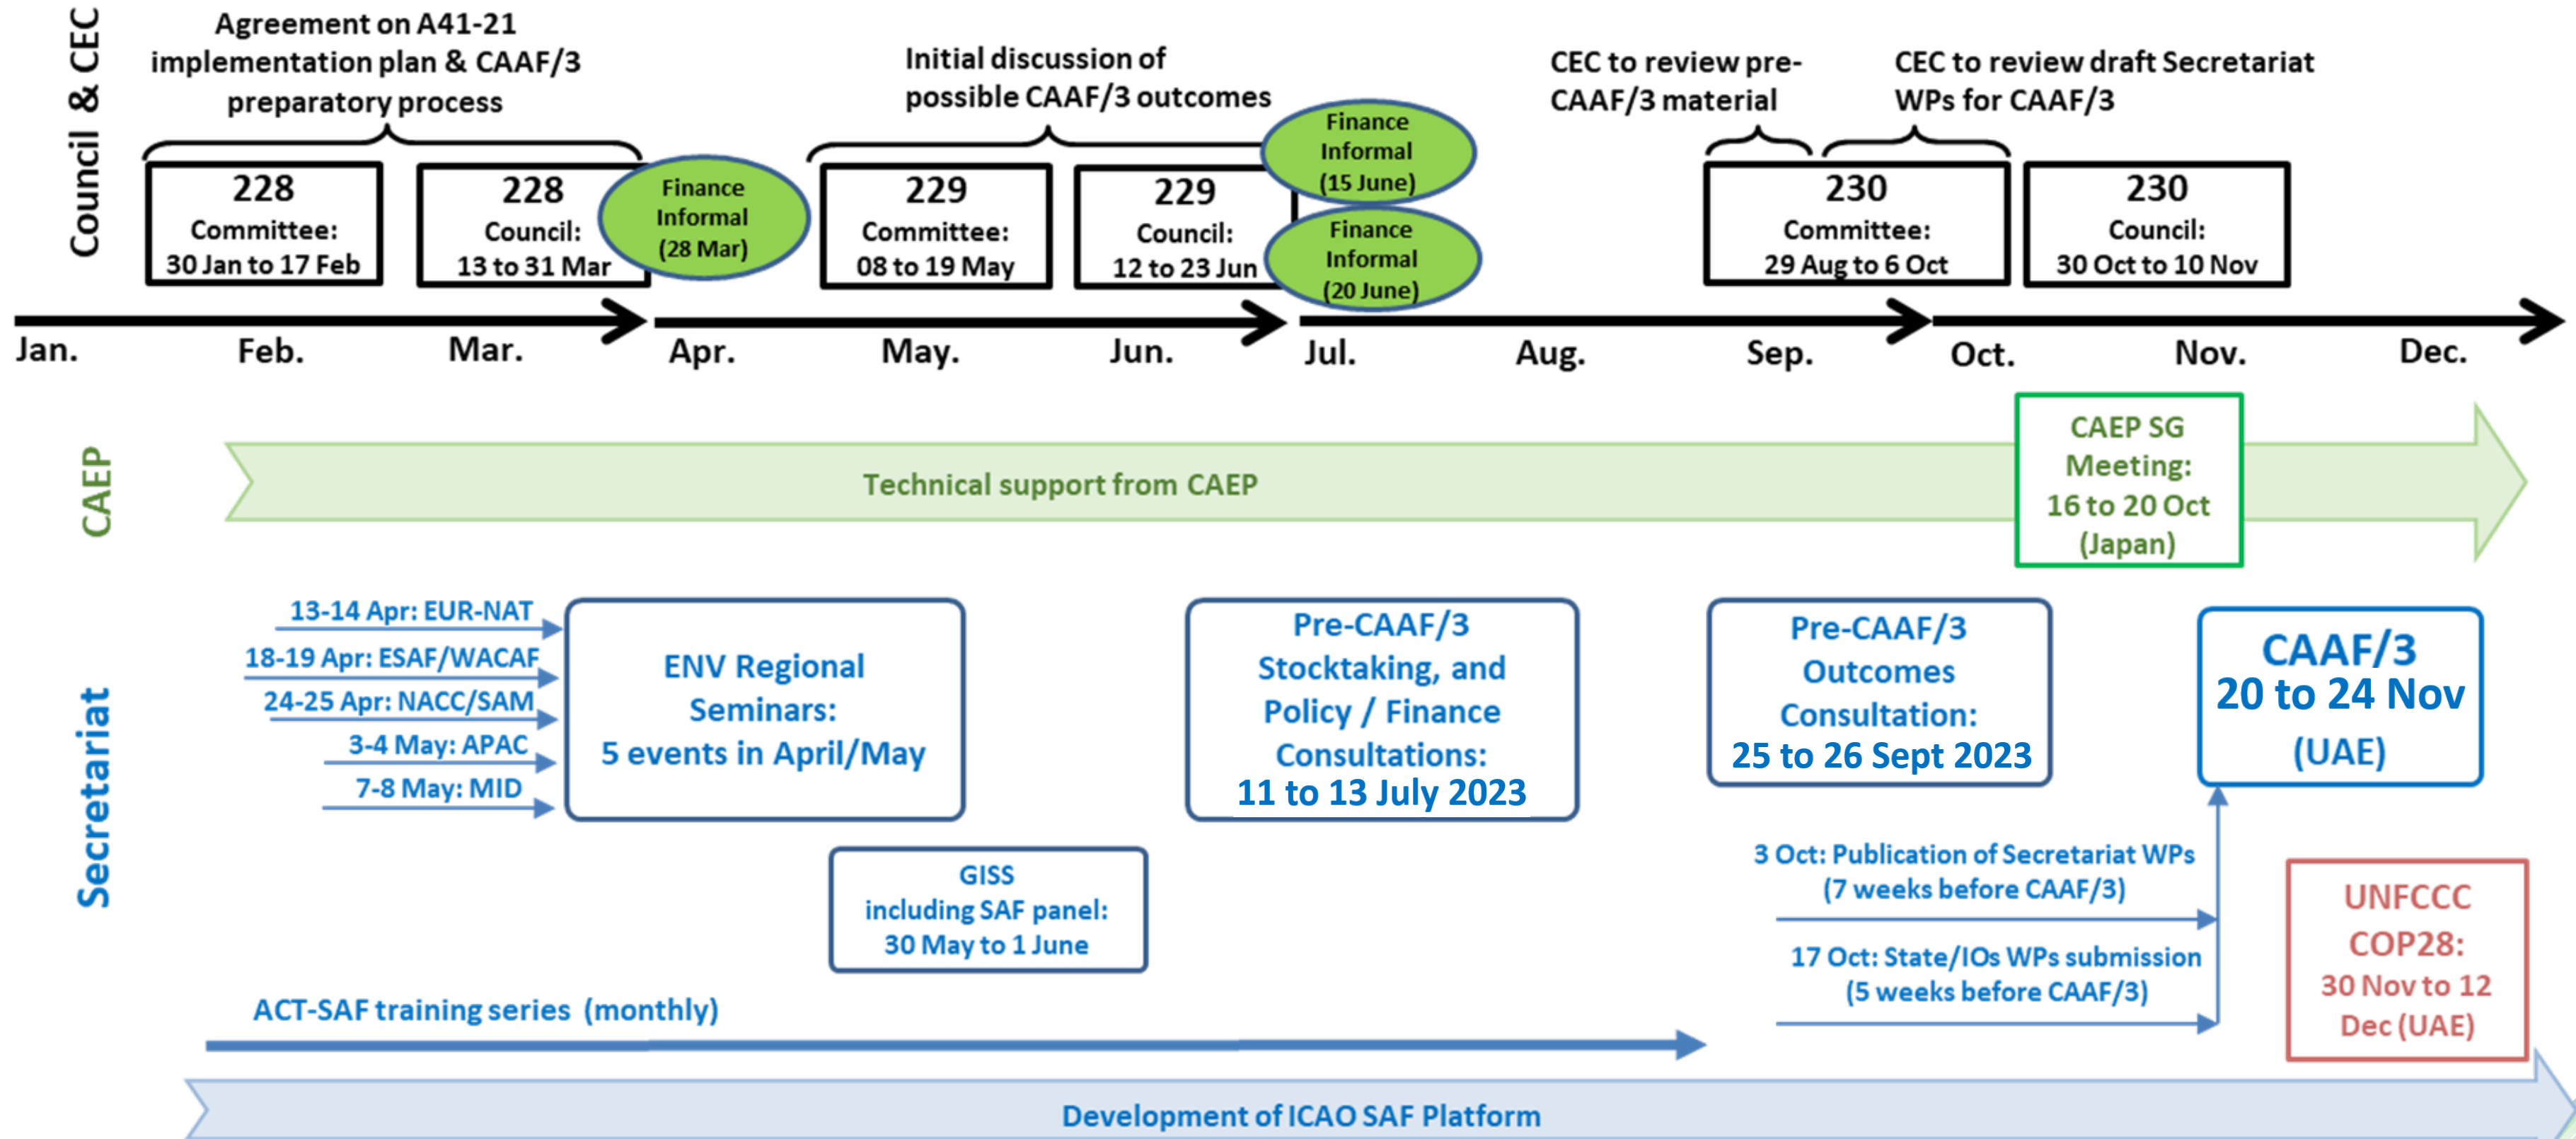 Council & CEC
Agreement on A41-21
implementation plan & CAAF/3
preparatory process
228
Committee:
30 Jan to 17 Feb
228
Council:
13 to 31 Mar
Finance
Informal
(28 Mar)
Initial discussion of
possible CAAF/3 outcomes
229
Committee:
08 to 19 May
229
Council:
12 to 23 Jun
Finance
Informal
(15 June)
Finance
Informal
(20 June)
CEC to review pre-
CAAF/3 material
CEC to review draft Secretariat
WPs for CAAF/3
230
Committee:
29 Aug to 6 Oct
230
Council:
30 Oct to 10 Nov
Jan.
Feb.
Mar.
Apr.
May.
Jun.
Jul.
Aug.
Sep.
Oct.
Nov.
Dec.
CAEP
Technical support from CAEP
CAEP SG
Meeting:
16 to 20 Oct
(Japan)
Secretariat
13-14 Apr: EUR-NAT
18-19 Apr: ESAF/WACAF
24-25 Apr: NACC/SAM
3-4 May: APAC
7-8 May: MID
ENV Regional
Seminars:
5 events in April/May
Pre-CAAF/3
Stocktaking, and
Policy / Finance
Consultations:
11 to 13 July 2023
Pre-CAAF/3
Outcomes
Consultation:
25 to 26 Sept 2023
CAAF/3
20 to 24 Nov
(UAE)
GISS
including SAF panel:
30 May to 1 June
3 Oct: Publication of Secretariat WPs
(7 weeks before CAAF/3)
17 Oct: State/IOs WPs submission
(5 weeks before CAAF/3)
UNFCCC
COP28:
30 Nov to 12
Dec (UAE)
ACT-SAF training series (monthly)
Development of ICAO SAF Platform